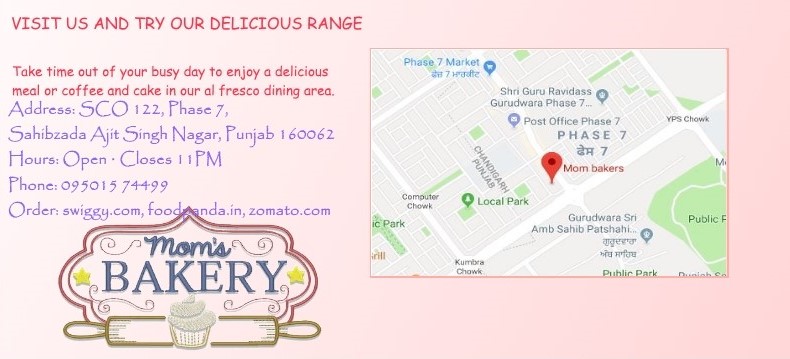 VISIT US AND TRY OUR DELICIOUS RANGE
Take time out of your busy day to enjoy a delicious
meal or coffee and cake in our al fresco dining area.
Address: SCO 122, Phase 7,
Sahibzada Ajit Singh Nagar, Punjab 160062
Hours: Open · Closes 11PM
Phone: 095015 74499
Order: swiggy.com, foodpanda.in, zomato.com
Mom's
BAKERY
Phase 7 Market
ਫੇਜ਼ 7 ਮਾਰਕੀਟ
Shri Guru Ravidass
Gurudwara Phase 7...
Post Office Phase 7
PHASE 7
ਫੇਸ 7
YPS Chowk
CHANDIGARH
PUNJAB
Mom bakers
Computer
Chowk
Local Park
ic Park
Gurudwara Sri
Amb Sahib Patshahi...
ਗੁਰੂਦਵਾਰਾ
ਅੰਬ ਸਾਹਿਬ
Public P
Grill
Kumbra
Chowk
Public Park